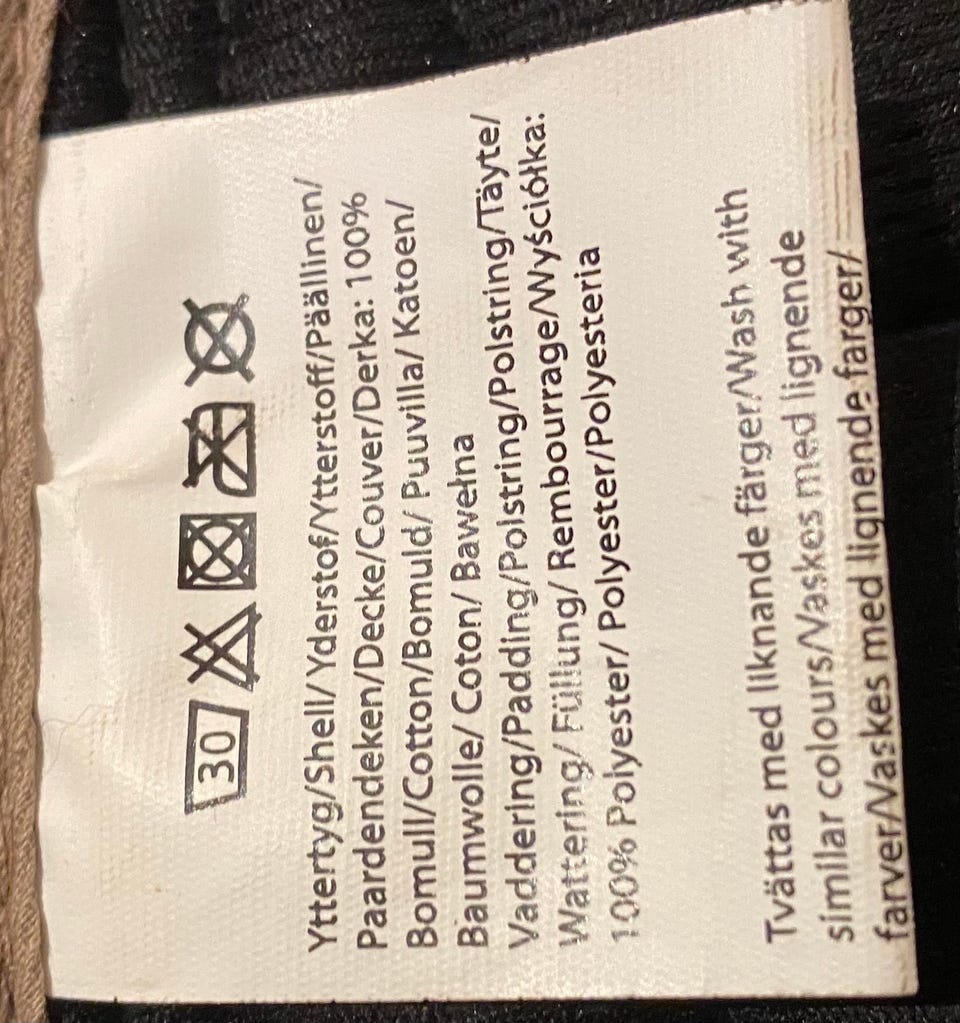 30
Yttertyg/Shell/ Yderstof/Ytterstoff/Päällinen/
Paardendeken/Decke/Couver/Derka: 100%
Bomull/Cotton/Bomuld/ Puuvilla/ Katoen/
Baumwolle/ Coton/ Bawełna
Vaddering/Padding/Polstring/Polstring/Täyte/
Wattering/ Füllung/ Rembourrage/Wyściółka:
100% Polyester/ Polyester/Polyesteria
Tvättas med liknande färger/Wash with
similar colours/Vaskes med lignende
farver/Vaskes med lignende farger/